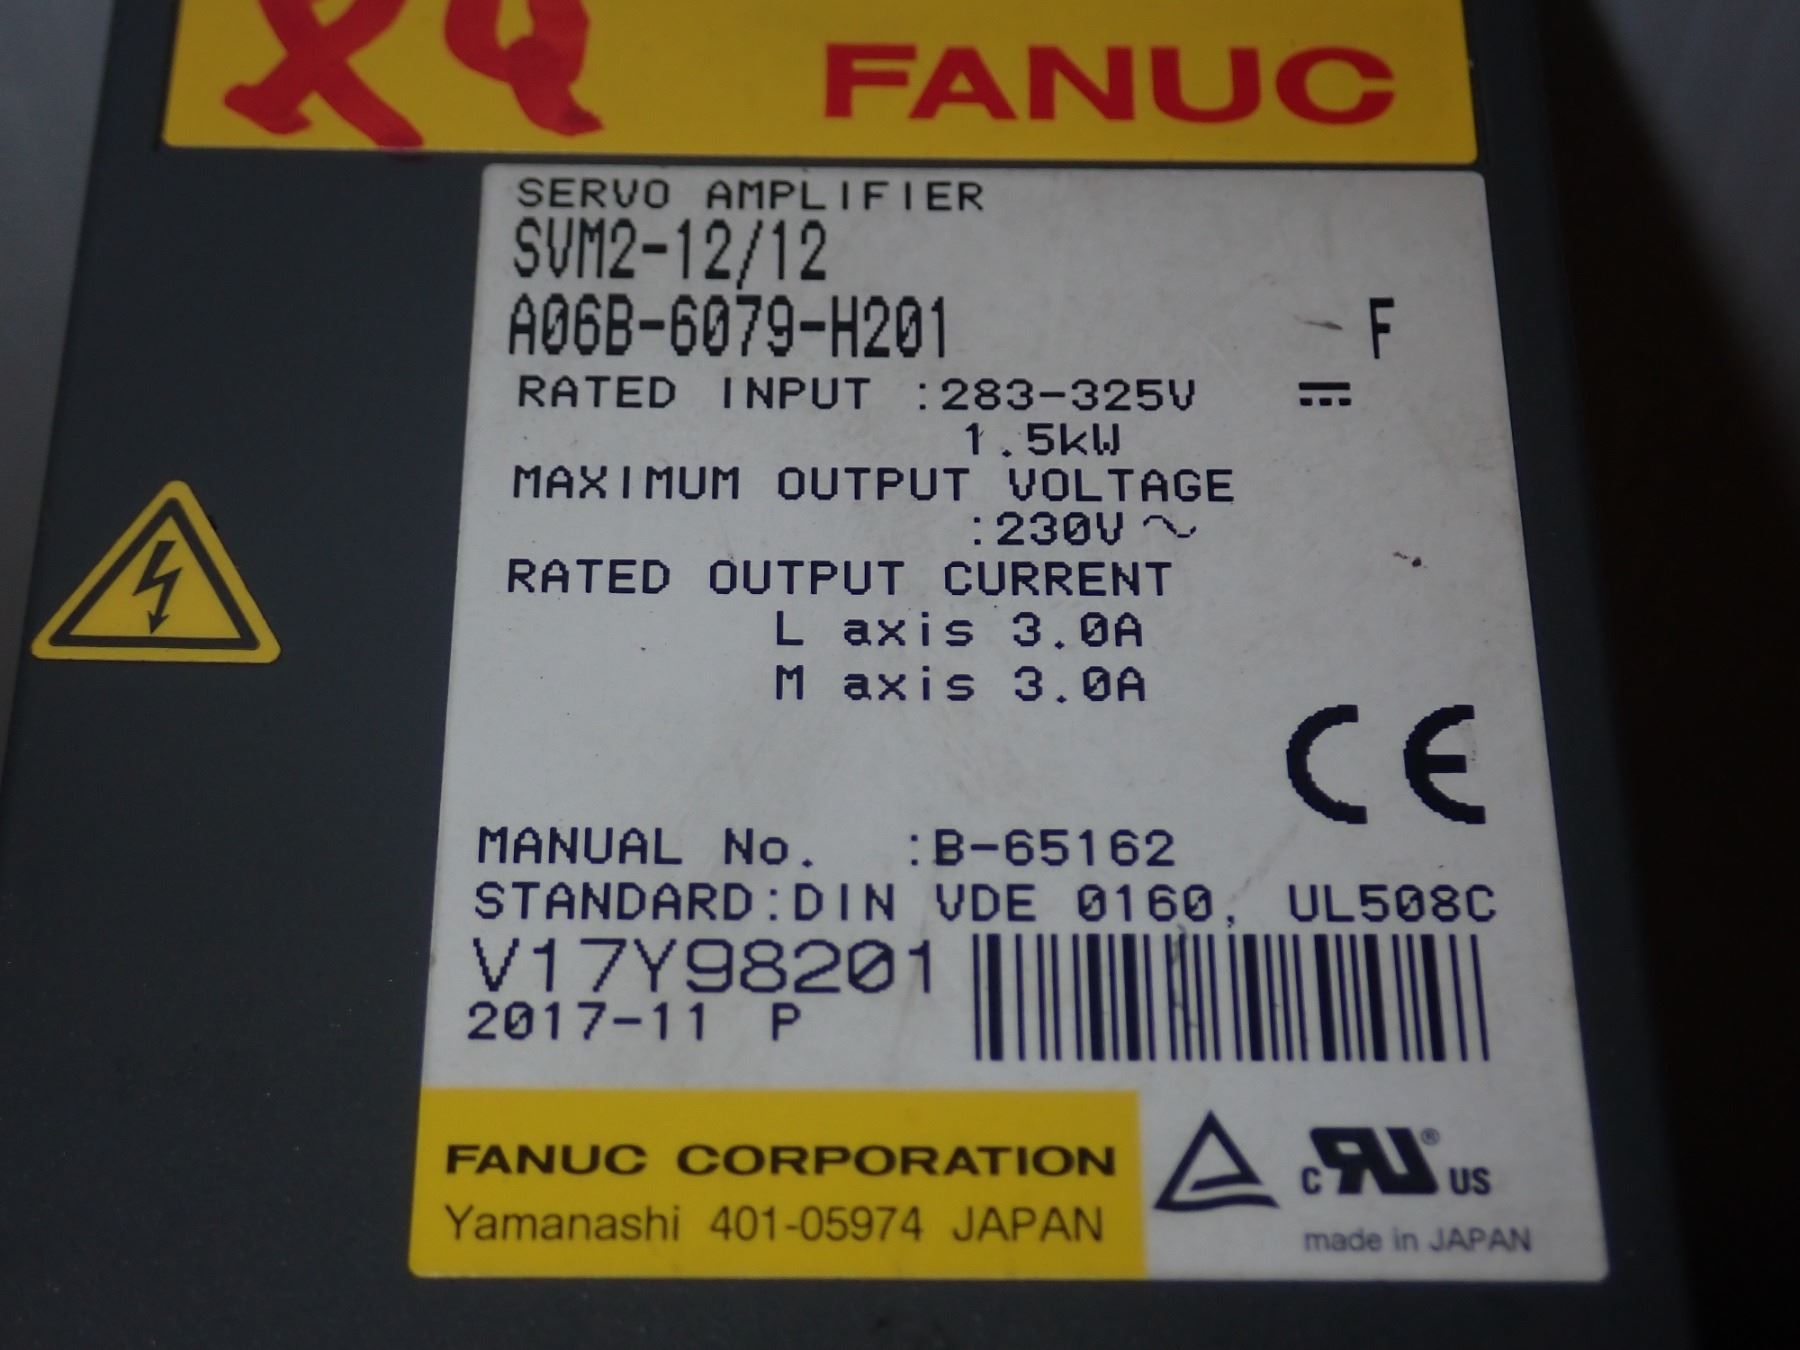 FANUC
SERVO AMPLIFIER
SVM2-12/12
A06B-6079-H201 F
RATED INPUT :283-325V
1.5kW
MAXIMUM OUTPUT VOLTAGE
:230V~
RATED OUTPUT CURRENT
L axis 3.0A
M axis 3.0A
CE
MANUAL No. :B-65162
STANDARD:DIN VDE 0160, UL508C
V17Y98201
2017-11 P
FANUC CORPORATION
Yamanashi 401-05974 JAPAN
c RU® US
made in JAPAN